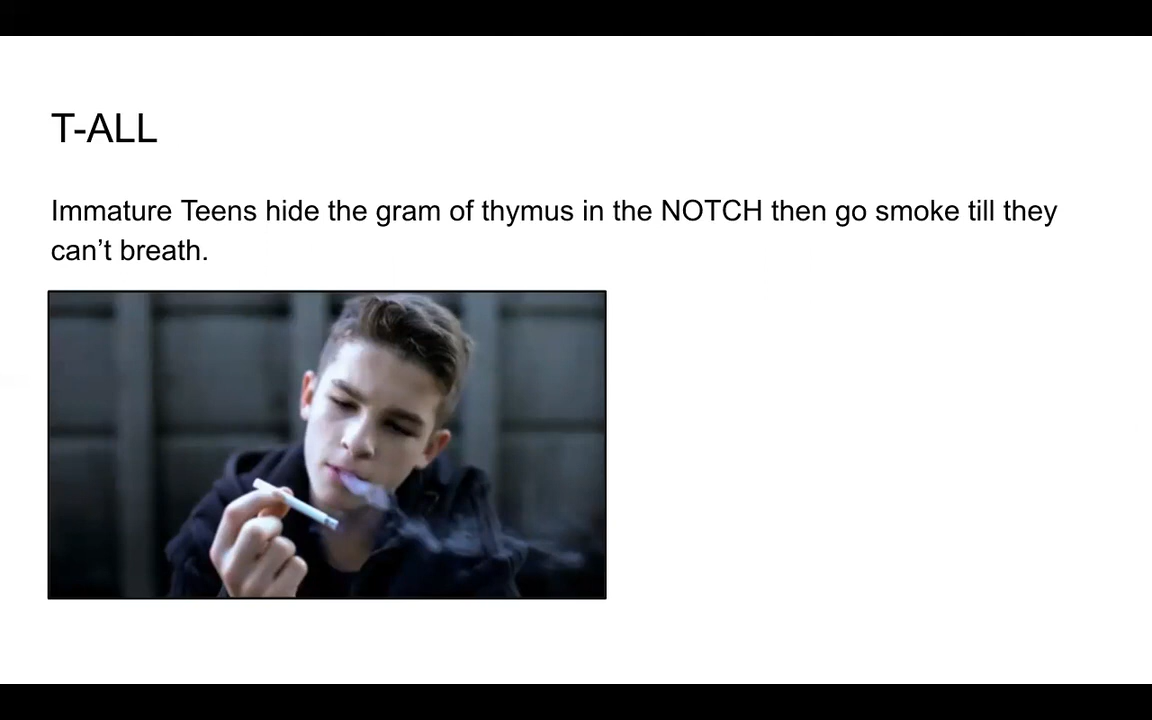 T-ALL
Immature Teens hide the gram of thymus in the NOTCH then go smoke till they
can’t breath.